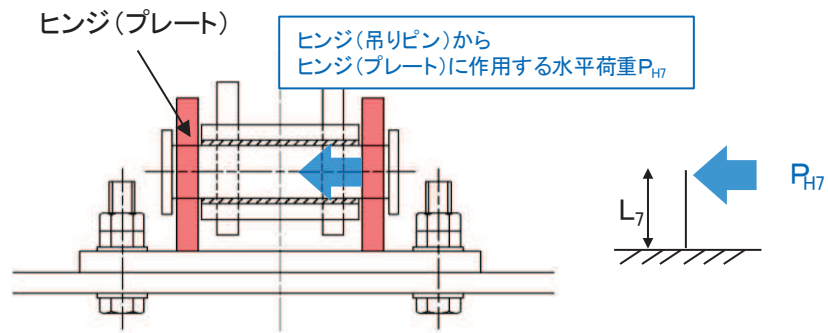 ヒンジ(プレート)
ヒンジ(吊りピン)から
ヒンジ(プレート)に作用する水平荷重PH7
PH7
L7